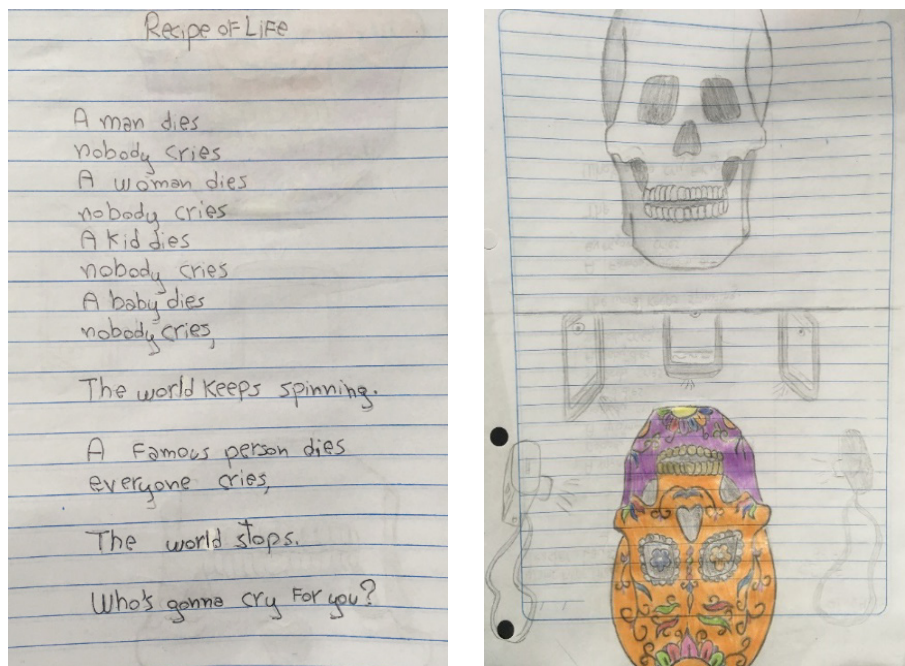 Recipe of Life
A man dies
nobody cries
A woman dies
nobody cries
A kid dies
nobody cries
A baby dies
nobody cries,
The world keeps spinning.
A Famous person dies
everyone cries,
The world stops.
Who's gonna cry for you?